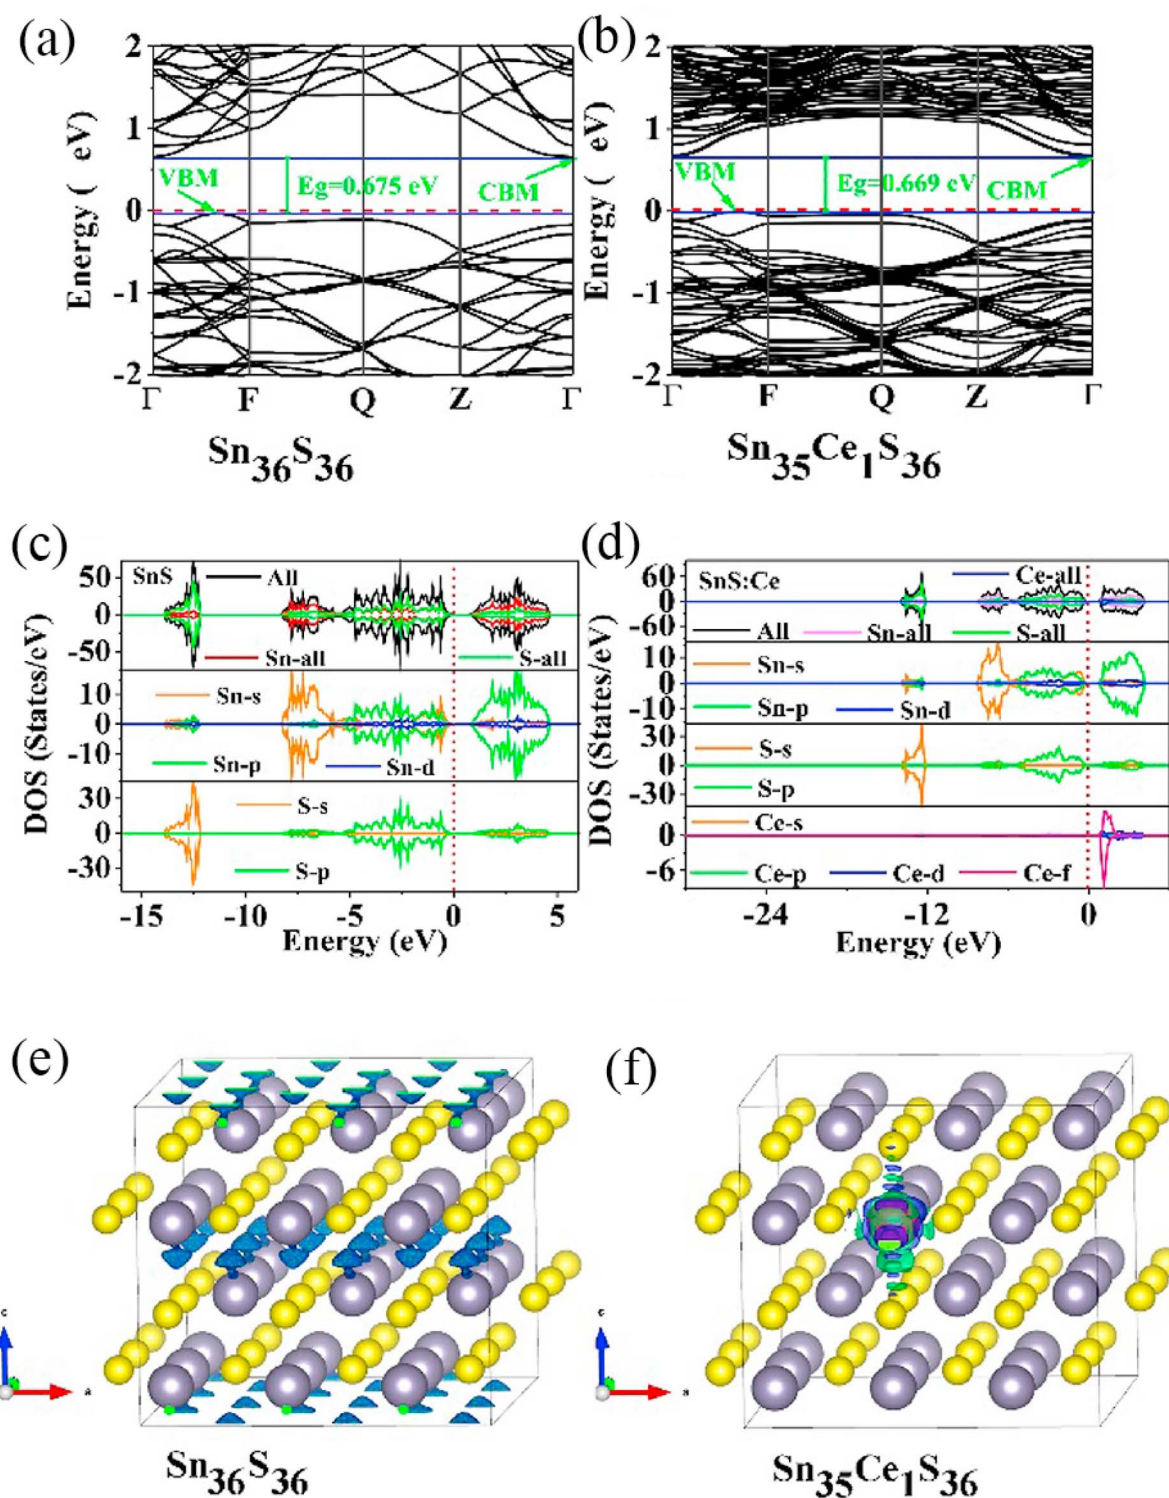 (a)
2
1
0
-1
-2
Energy ( eV)
VBM
Eg=0.675 eV
CBM
Γ F Q Z Γ
Sn36S36
(b)
2
1
0
-1
-2
Energy ( eV)
VBM
Eg=0.669 eV
CBM
Γ F Q Z Γ
Sn35Ce1S36
(c)
DOS (States/eV)
50
0
-50
SnS
All
Sn-all
S-all
10
0
-10
Sn-s
Sn-p
Sn-d
30
0
-30
S-s
S-p
-15 -10 -5 0 5
Energy (eV)
(d)
DOS (States/eV)
60
0
-60
SnS:Ce
Ce-all
All
Sn-all
S-all
10
0
-10
Sn-s
Sn-p
Sn-d
30
0
-30
S-s
S-p
0
-6
Ce-s
Ce-p
Ce-d
Ce-f
-24 -12 0
Energy (eV)
(e)
c
a
Sn36S36
(f)
c
a
Sn35Ce1S36